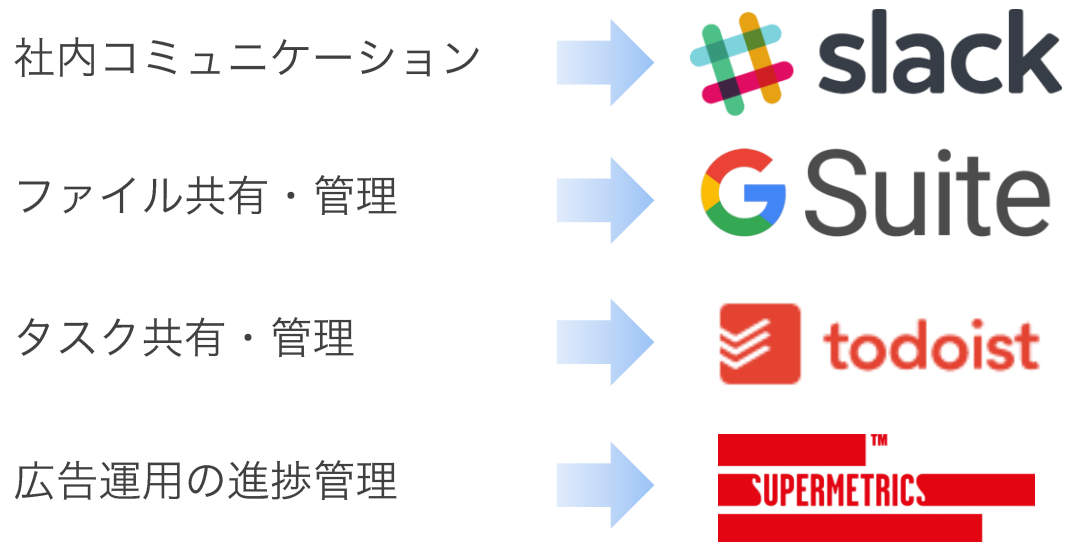 社内コミュニケーション
slack
ファイル共有・管理
G Suite
タスク共有・管理
todoist
広告運用の進捗管理
SUPERMETRICS™